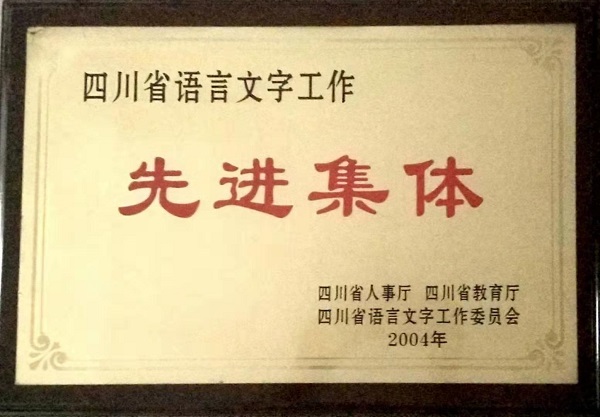 四川省语言文字工作
先进集体
四川省人事厅 四川省教育厅
四川省语言文字工作委员会
2004年